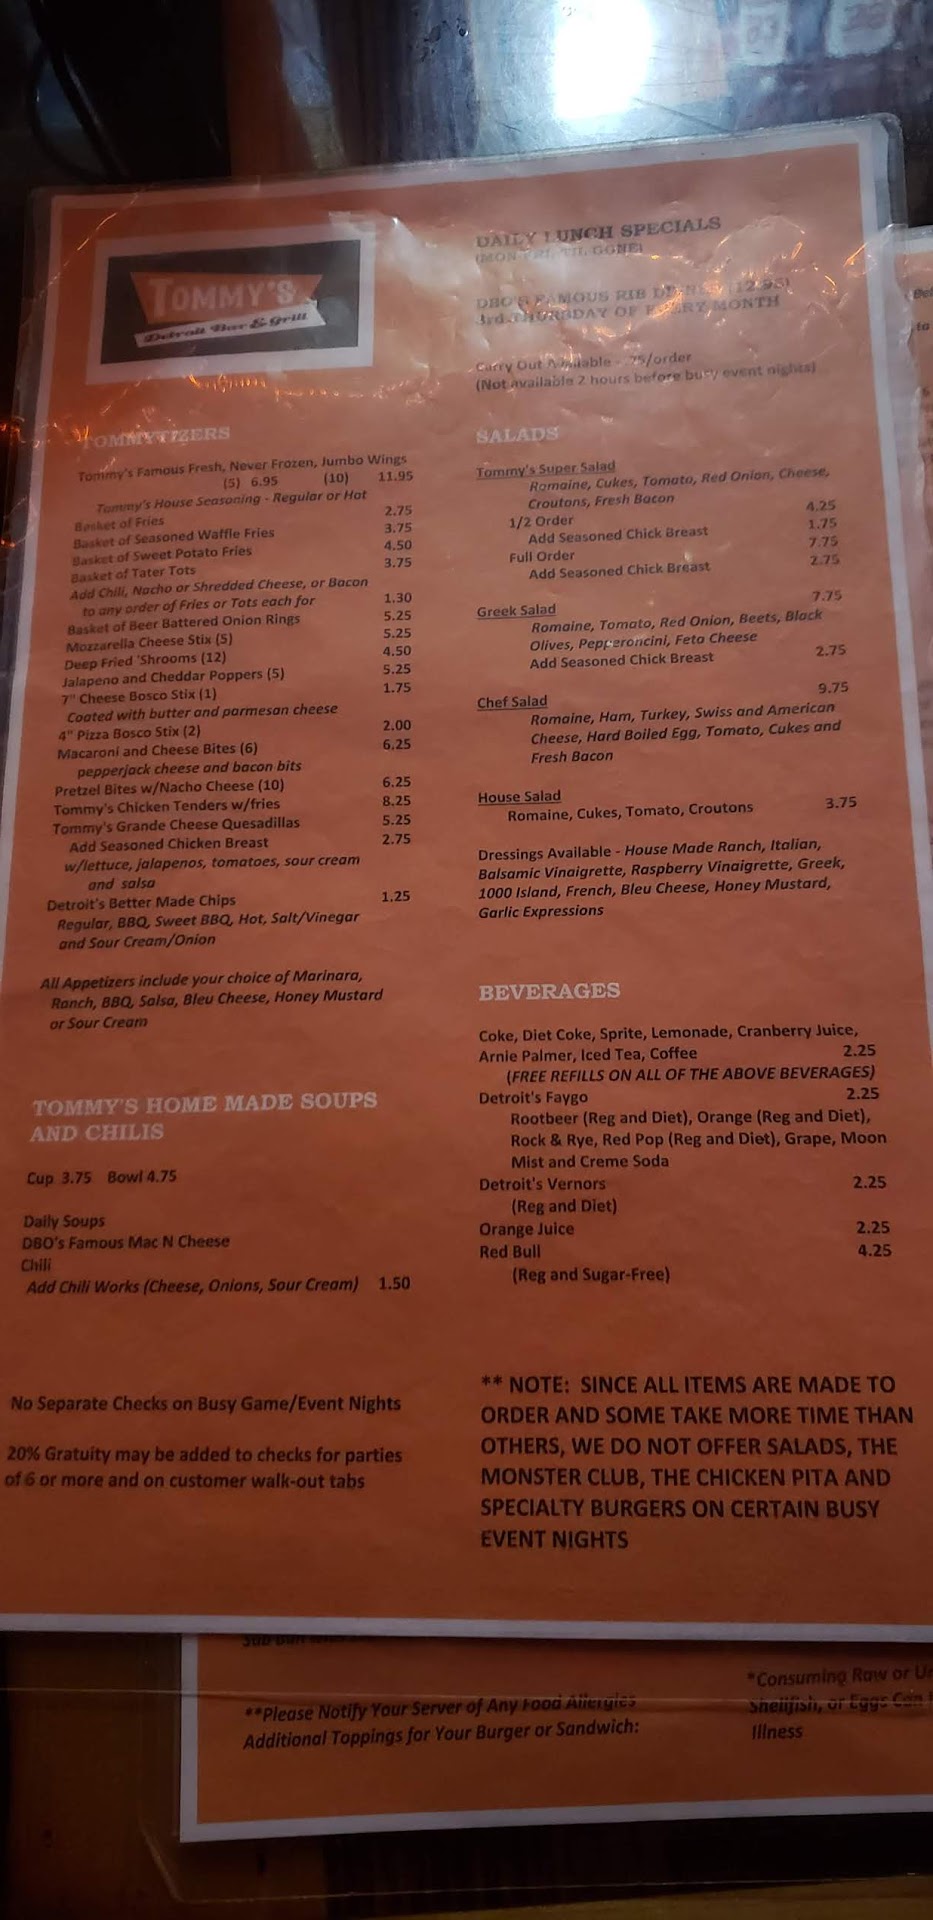 TOMMY'S
Detroit Bar & Grill
TOMMYTIZERS
Tommy's Famous Fresh, Never Frozen, Jumbo Wings
(5) 6.95 (10) 11.95
Tommy's House Seasoning - Regular or Hot
Basket of Fries 2.75
Basket of Seasoned Waffle Fries 3.75
Basket of Sweet Potato Fries 4.50
Basket of Tater Tots 3.75
Add Chili, Nacho or Shredded Cheese, or Bacon
to any order of Fries or Tots each for 1.30
Basket of Beer Battered Onion Rings 5.25
Mozzarella Cheese Stix (5) 5.25
Deep Fried 'Shrooms (12) 4.50
Jalapeno and Cheddar Poppers (5) 5.25
7" Cheese Bosco Stix (1) 1.75
Coated with butter and parmesan cheese
4" Pizza Bosco Stix (2) 2.00
Macaroni and Cheese Bites (6) 6.25
pepperjack cheese and bacon bits
Pretzel Bites w/Nacho Cheese (10) 6.25
Tommy's Chicken Tenders w/fries 8.25
Tommy's Grande Cheese Quesadillas 5.25
Add Seasoned Chicken Breast 2.75
w/lettuce, jalapenos, tomatoes, sour cream
and salsa
Detroit's Better Made Chips 1.25
Regular, BBQ, Sweet BBQ, Hot, Salt/Vinegar
and Sour Cream/Onion
All Appetizers include your choice of Marinara,
Ranch, BBQ, Salsa, Bleu Cheese, Honey Mustard
or Sour Cream
TOMMY'S HOME MADE SOUPS
AND CHILIS
Cup 3.75 Bowl 4.75
Daily Soups
DBO's Famous Mac N Cheese
Chili
Add Chili Works (Cheese, Onions, Sour Cream) 1.50
No Separate Checks on Busy Game/Event Nights
20% Gratuity may be added to checks for parties
of 6 or more and on customer walk-out tabs
DAILY LUNCH SPECIALS
(MON-FRI, TIL GONE)
DBO'S FAMOUS RIB DINNER (12.95)
3rd THURSDAY OF EVERY MONTH
Carry Out Available - .75/order
(Not available 2 hours before busy event nights)
SALADS
Tommy's Super Salad
Romaine, Cukes, Tomato, Red Onion, Cheese,
Croutons, Fresh Bacon
1/2 Order 4.25
Add Seasoned Chick Breast 1.75
Full Order 7.75
Add Seasoned Chick Breast 2.75
Greek Salad 7.75
Romaine, Tomato, Red Onion, Beets, Black
Olives, Pepperoncini, Feta Cheese
Add Seasoned Chick Breast 2.75
Chef Salad 9.75
Romaine, Ham, Turkey, Swiss and American
Cheese, Hard Boiled Egg, Tomato, Cukes and
Fresh Bacon
House Salad
Romaine, Cukes, Tomato, Croutons 3.75
Dressings Available - House Made Ranch, Italian,
Balsamic Vinaigrette, Raspberry Vinaigrette, Greek,
1000 Island, French, Bleu Cheese, Honey Mustard,
Garlic Expressions
BEVERAGES
Coke, Diet Coke, Sprite, Lemonade, Cranberry Juice,
Arnie Palmer, Iced Tea, Coffee 2.25
(FREE REFILLS ON ALL OF THE ABOVE BEVERAGES)
Detroit's Faygo 2.25
Rootbeer (Reg and Diet), Orange (Reg and Diet),
Rock & Rye, Red Pop (Reg and Diet), Grape, Moon
Mist and Creme Soda
Detroit's Vernors 2.25
(Reg and Diet)
Orange Juice 2.25
Red Bull 4.25
(Reg and Sugar-Free)
** NOTE: SINCE ALL ITEMS ARE MADE TO
ORDER AND SOME TAKE MORE TIME THAN
OTHERS, WE DO NOT OFFER SALADS, THE
MONSTER CLUB, THE CHICKEN PITA AND
SPECIALTY BURGERS ON CERTAIN BUSY
EVENT NIGHTS
**Please Notify Your Server of Any Food Allergies
Additional Toppings for Your Burger or Sandwich:
*Consuming Raw or
Shellfish, or Eggs Can
Illness